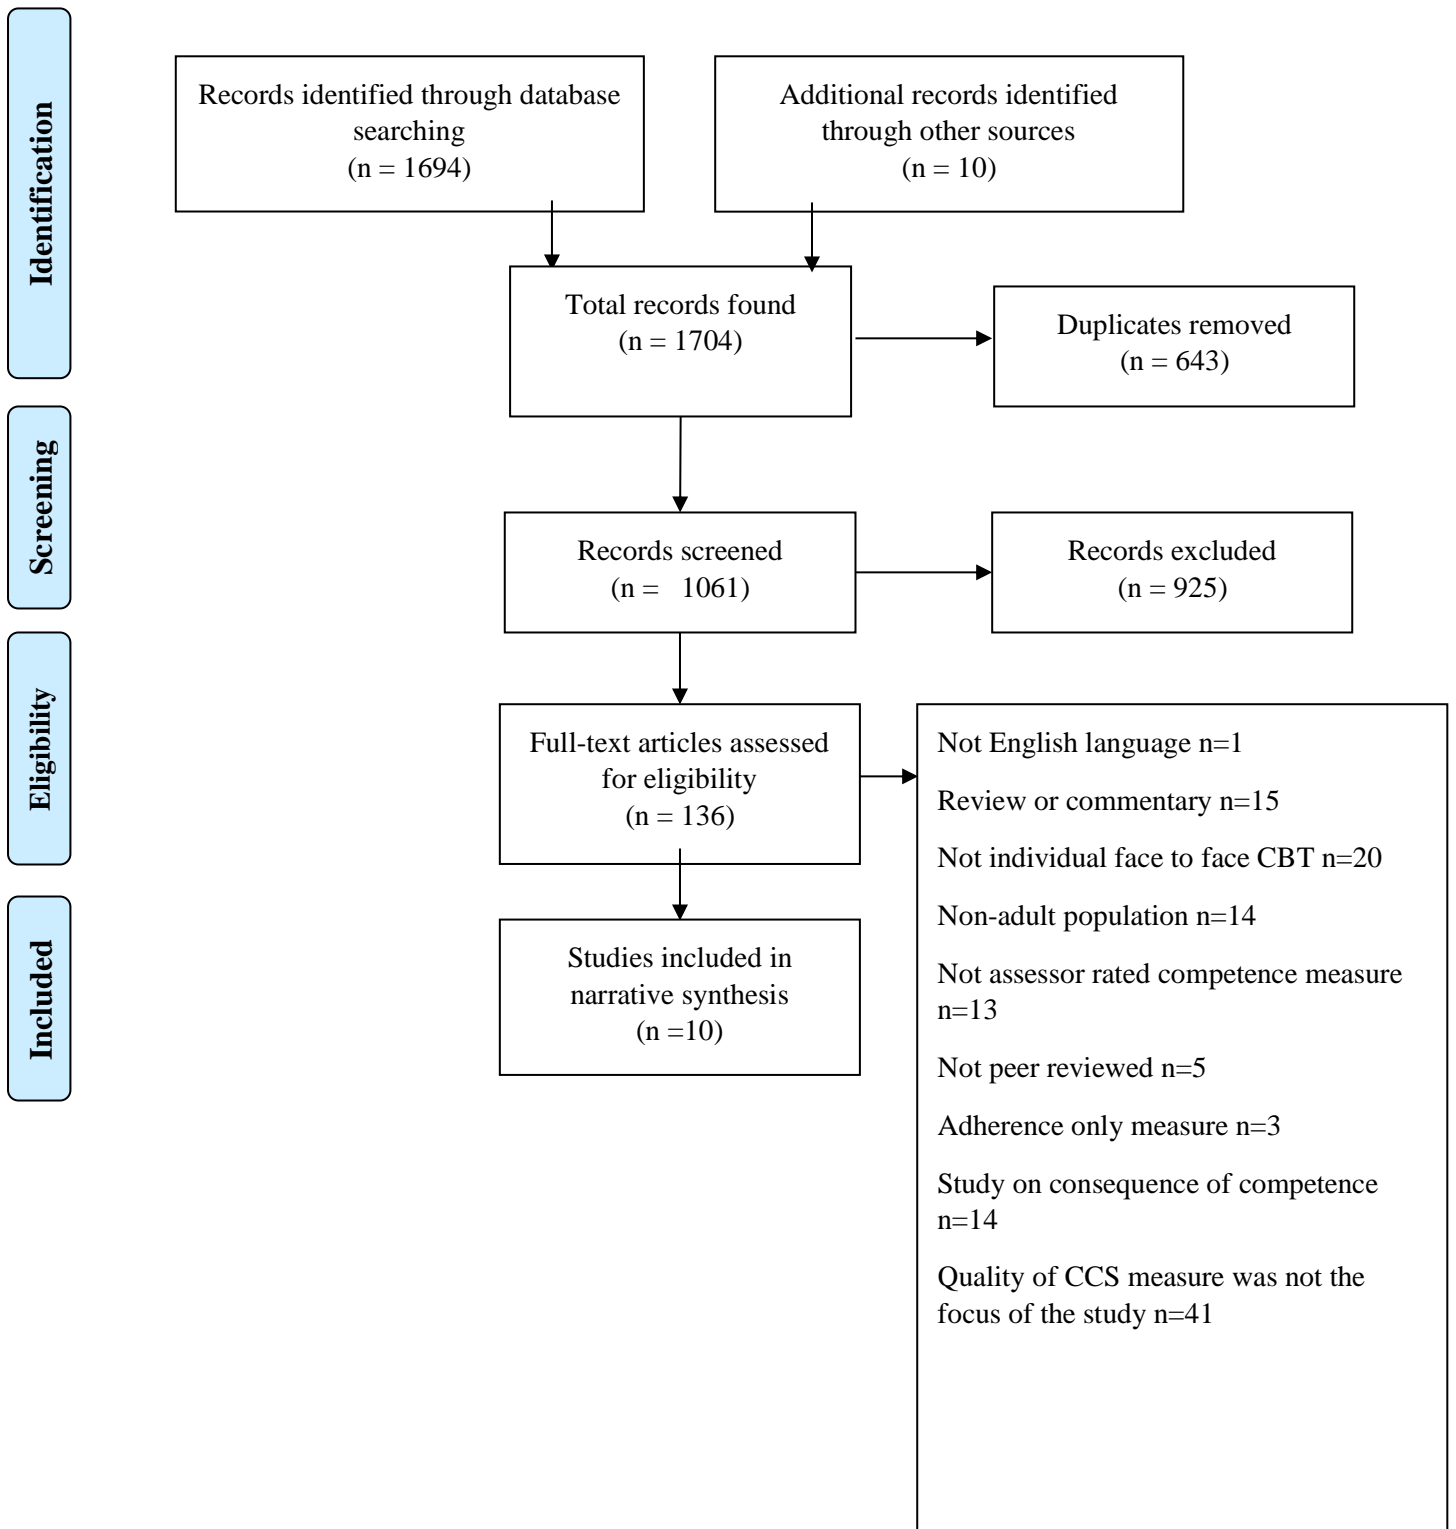 Identification
Records identified through database
searching
(n = 1694)
Additional records identified
through other sources
(n = 10)
Total records found
(n = 1704)
Duplicates removed
(n = 643)
Screening
Records screened
(n =   1061)
Records excluded
(n = 925)
Eligibility
Full-text articles assessed
for eligibility
(n = 136)
Not English language n=1
Review or commentary n=15
Not individual face to face CBT n=20
Non-adult population n=14
Not assessor rated competence measure
n=13
Not peer reviewed n=5
Adherence only measure n=3
Study on consequence of competence
n=14
Quality of CCS measure was not the
focus of the study n=41
Included
Studies included in
narrative synthesis
(n =10)